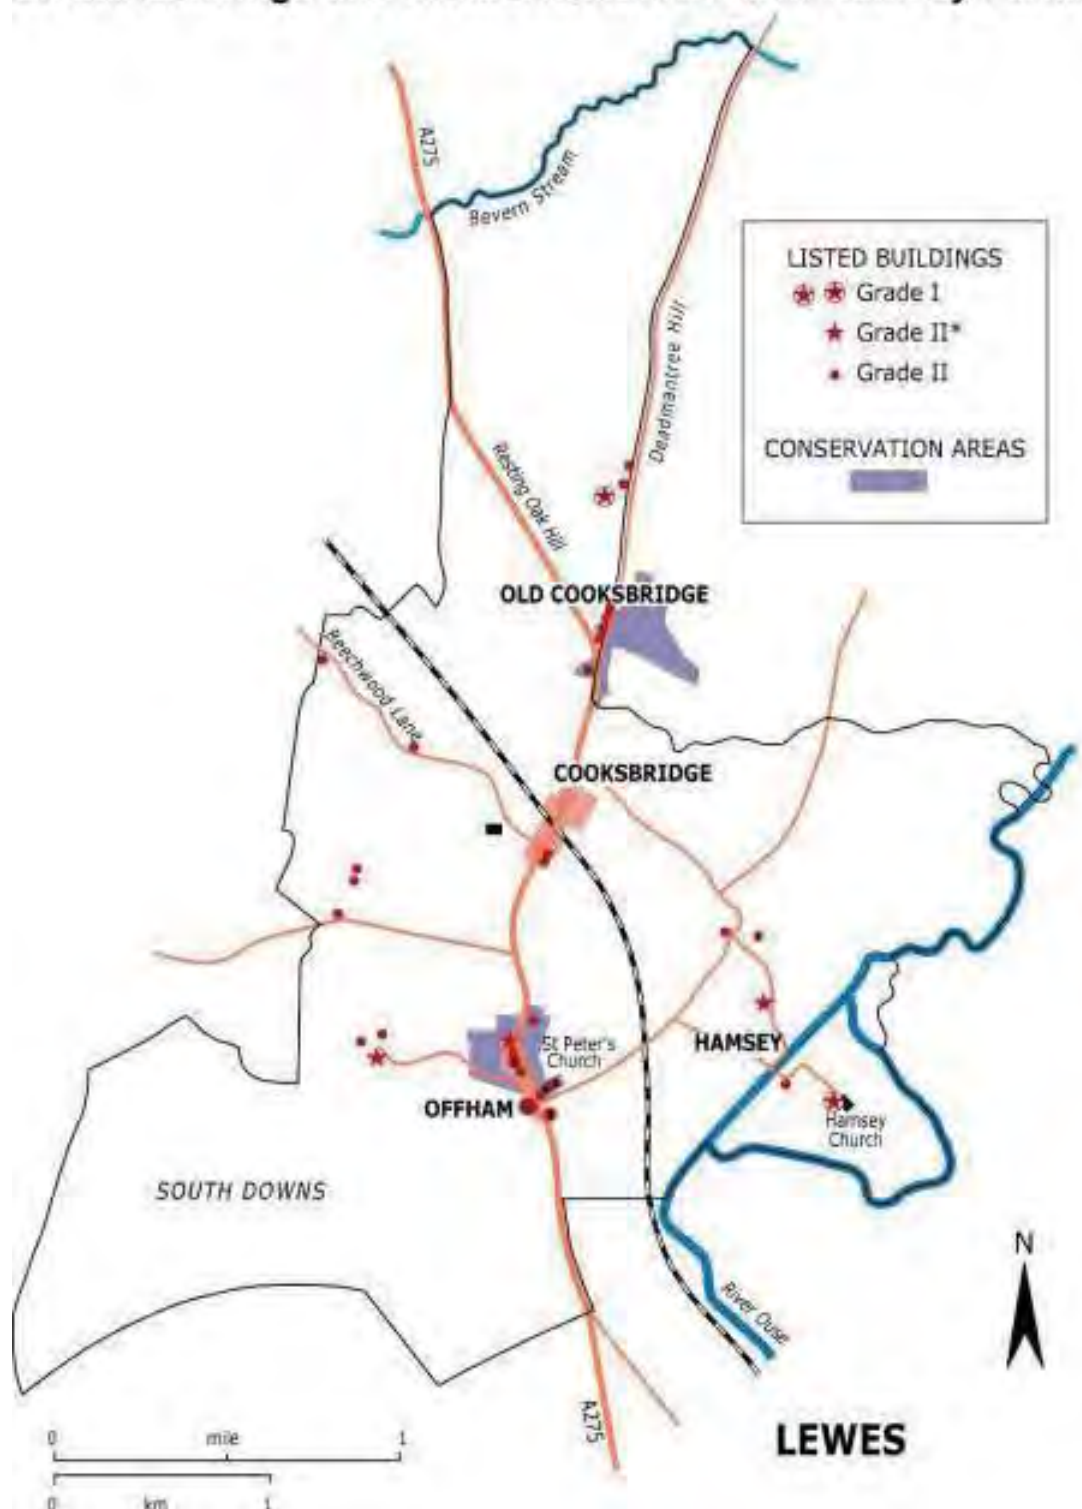 A275
Bevern Stream
LISTED BUILDINGS
Grade I
Grade II*
Grade II
CONSERVATION AREAS
Deadmantree Hill
Resting Oak Hill
OLD COOKSBRIDGE
Beechwood Lane
COOKSBRIDGE
St Peter's
Church
HAMSEY
OFFHAM
Hamsey
Church
SOUTH DOWNS
N
River Ouse
A275
LEWES
0 mile 1
0 km 1